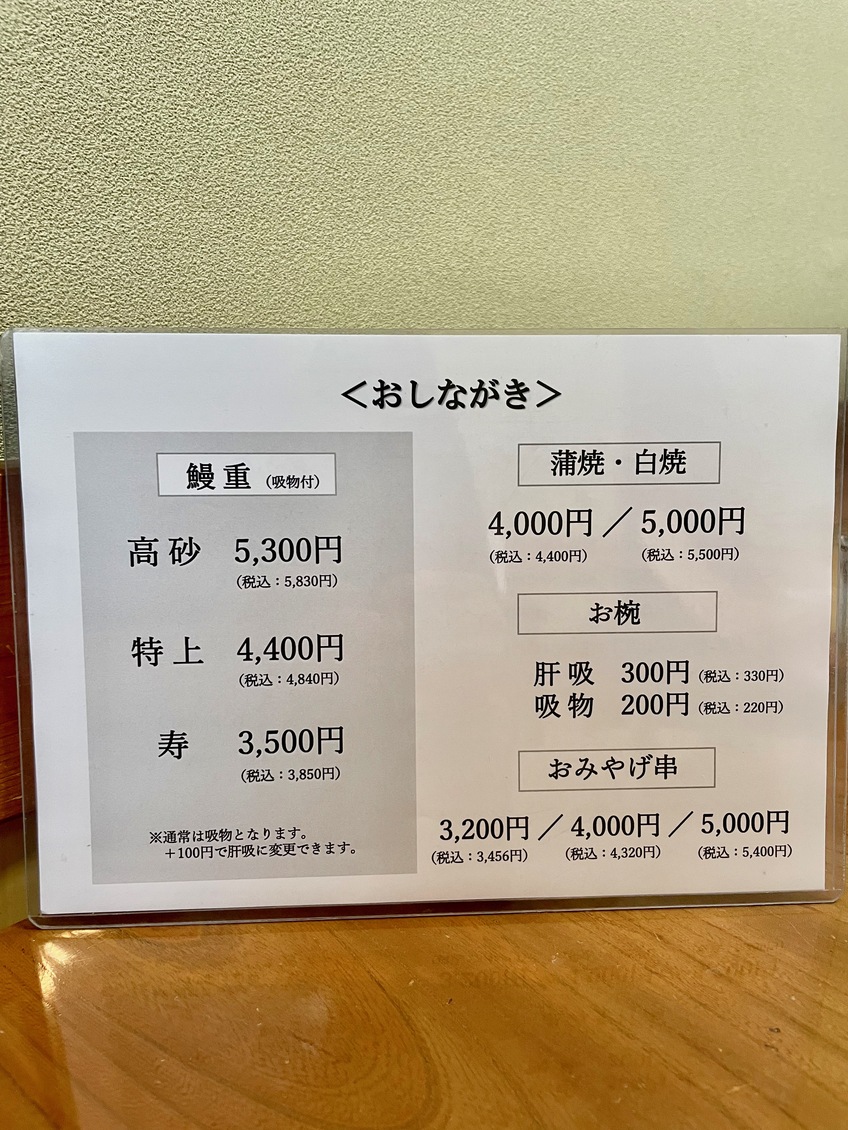 ＜おしながき＞
鰻重（吸物付）
高砂 5,300円
（税込：5,830円）
特上 4,400円
（税込：4,840円）
寿 3,500円
（税込：3,850円）
※通常は吸物となります。
＋100円で肝吸に変更できます。
蒲焼・白焼
4,000円／5,000円
（税込：4,400円） （税込：5,500円）
お椀
肝吸 300円（税込：330円）
吸物 200円（税込：220円）
おみやげ串
3,200円／4,000円／5,000円
（税込：3,456円） （税込：4,320円） （税込：5,400円）